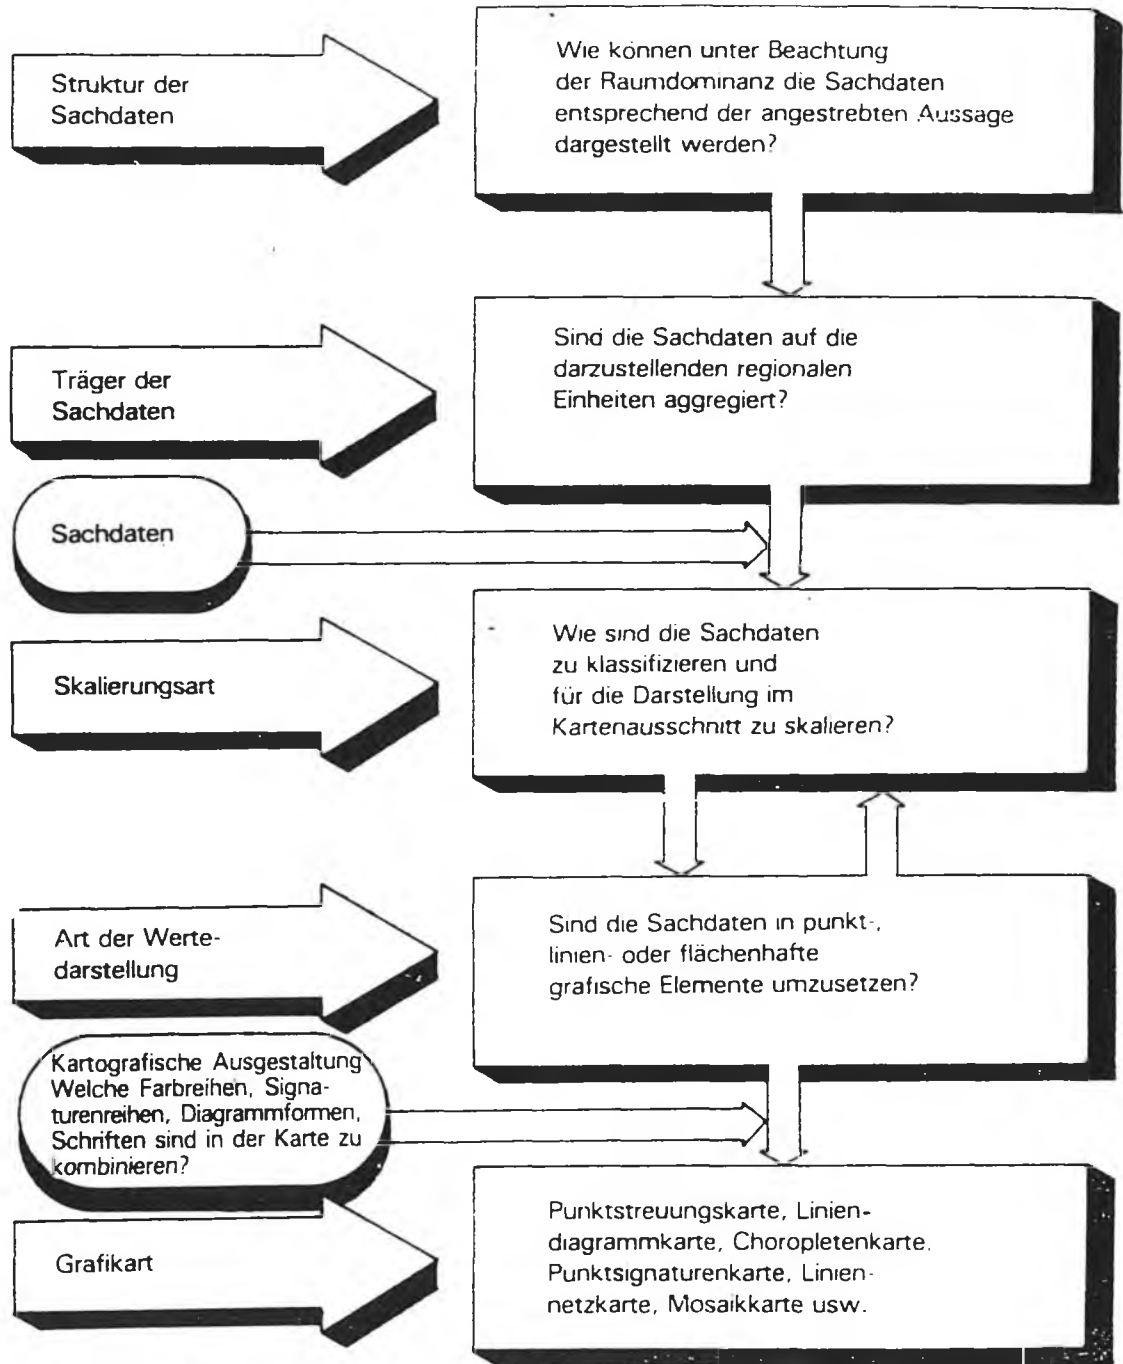 Struktur der
Sachdaten
Wie können unter Beachtung
der Raumdominanz die Sachdaten
entsprechend der angestrebten Aussage
dargestellt werden?
Träger der
Sachdaten
Sind die Sachdaten auf die
darzustellenden regionalen
Einheiten aggregiert?
Sachdaten
Skalierungsart
Wie sind die Sachdaten
zu klassifizieren und
für die Darstellung im
Kartenausschnitt zu skalieren?
Art der Werte-
darstellung
Sind die Sachdaten in punkt-,
linien- oder flächenhafte
grafische Elemente umzusetzen?
Kartografische Ausgestaltung
Welche Farbreihen, Signa-
turenreihen, Diagrammformen,
Schriften sind in der Karte zu
kombinieren?
Grafikart
Punktstreuungskarte, Linien-
diagrammkarte, Choropletenkarte,
Punktsignaturenkarte, Linien-
netzkarte, Mosaikkarte usw.